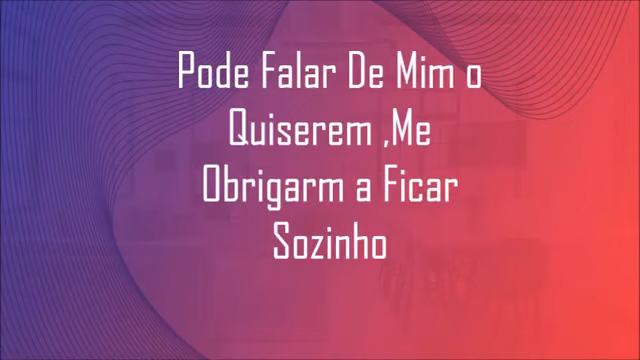 Pode Falar De Mim o
Quiserem ,Me
Obrigarm a Ficar
Sozinho